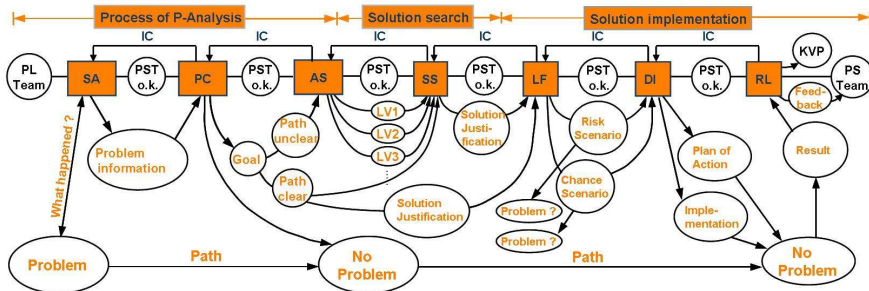 Process of P-Analysis
Solution search
Solution implementation
IC
IC
IC
IC
IC
IC
PL
Team
SA
PST
o.k.
PC
PST
o.k.
AS
PST
o.k.
SS
PST
o.k.
LF
PST
o.k.
DI
PST
o.k.
RL
KVP
PS
Team
Feed-
back
What happened ?
Problem
information
Goal
Path
unclear
Path
clear
LV1
LV2
LV3
Solution
Justi-
fication
Solution
Justification
Risk
Scenario
Chance
Scenario
Problem ?
Problem ?
Plan of
Action
Imple-
mentation
Result
Problem
Path
No
Problem
Path
No
Problem